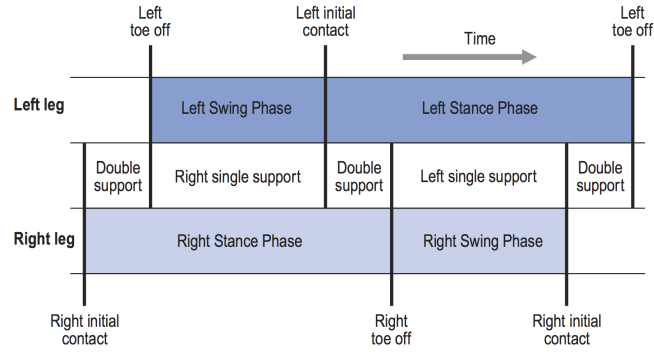 Left
toe off
Left initial
contact
Left
toe off
Time
Left leg
Left Swing Phase
Left Stance Phase
Double
support
Right single support
Double
support
Left single support
Double
support
Right leg
Right Stance Phase
Right Swing Phase
Right initial
contact
Right
toe off
Right initial
contact